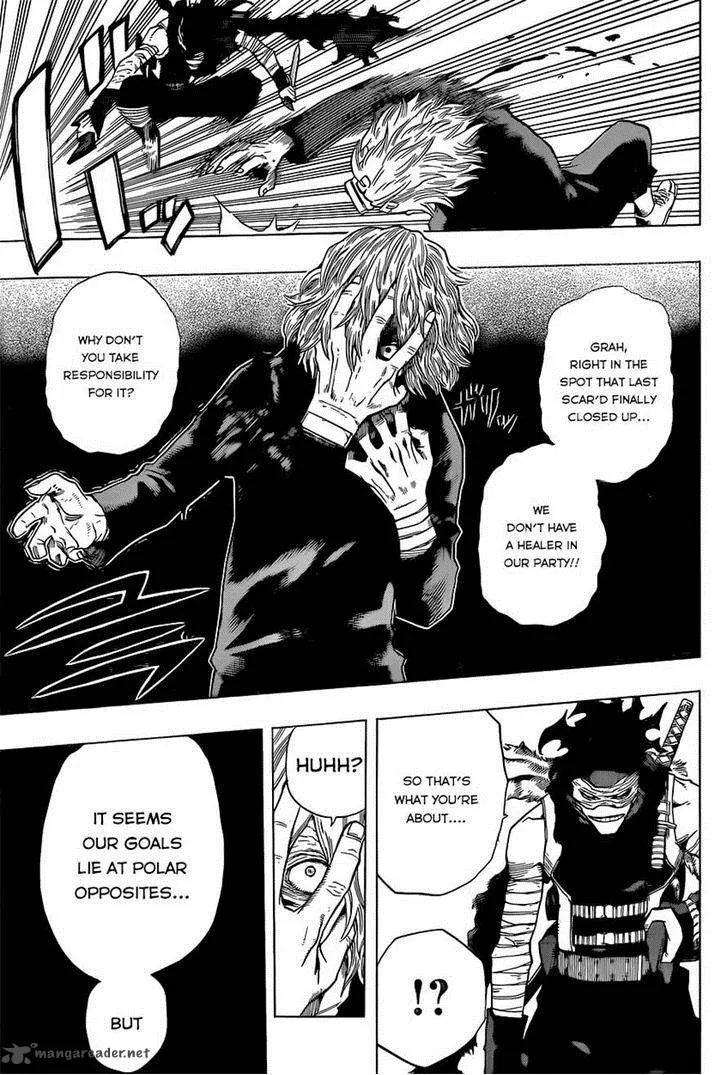 GRAH,
RIGHT IN THE
SPOT THAT LAST
SCAR'D FINALLY
CLOSED UP...
WE
DON'T HAVE
A HEALER IN
OUR PARTY!!
WHY DON'T
YOU TAKE
RESPONSIBILITY
FOR IT?
SO THAT'S
WHAT YOU'RE
ABOUT....
!?
HUHH?
IT SEEMS
OUR GOALS
LIE AT POLAR
OPPOSITES...
BUT
mangareader.net